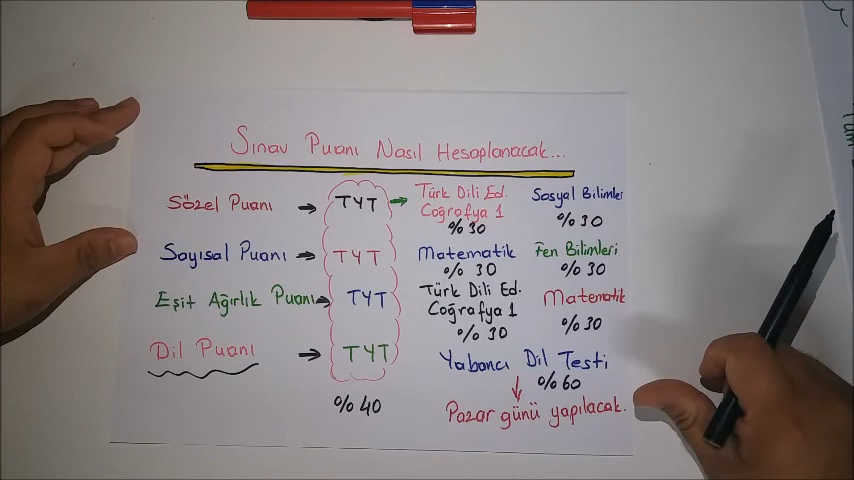 Sınav Puanı Nasıl Hesaplanacak...
Sözel Puanı → TYT → Türk Dili Ed. Sosyal Bilimler
Coğrafya 1 %30
%30
Sayısal Puanı → TYT Matematik Fen Bilimleri
%30 %30
Eşit Ağırlık Puanı → TYT Türk Dili Ed. Matematik
Coğrafya 1 %30
%30
Dil Puanı → TYT Yabancı Dil Testi
%40 %60
Pazar günü yapılacak.